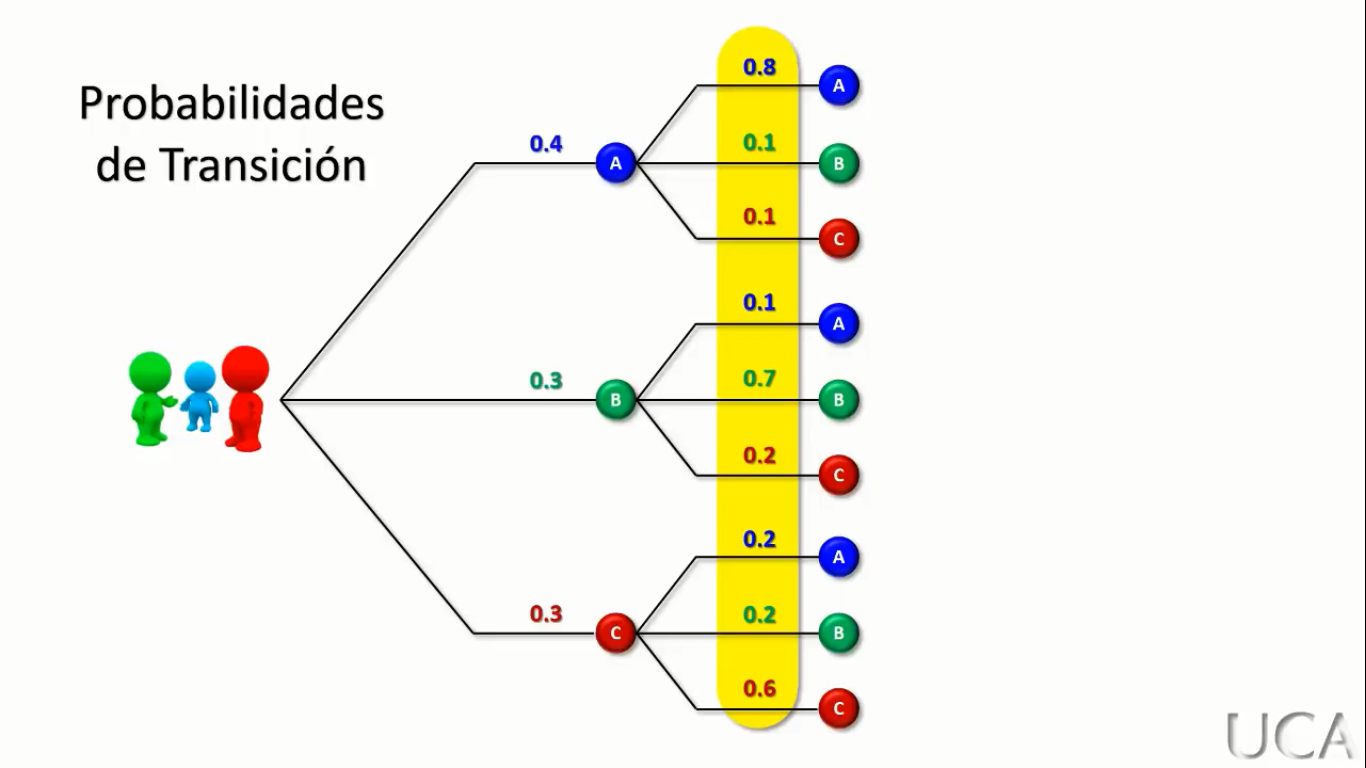 Probabilidades
de Transición
0.4
A
0.8
A
0.1
B
0.1
C
0.3
B
0.1
A
0.7
B
0.2
C
0.3
C
0.2
A
0.2
B
0.6
C
UCA